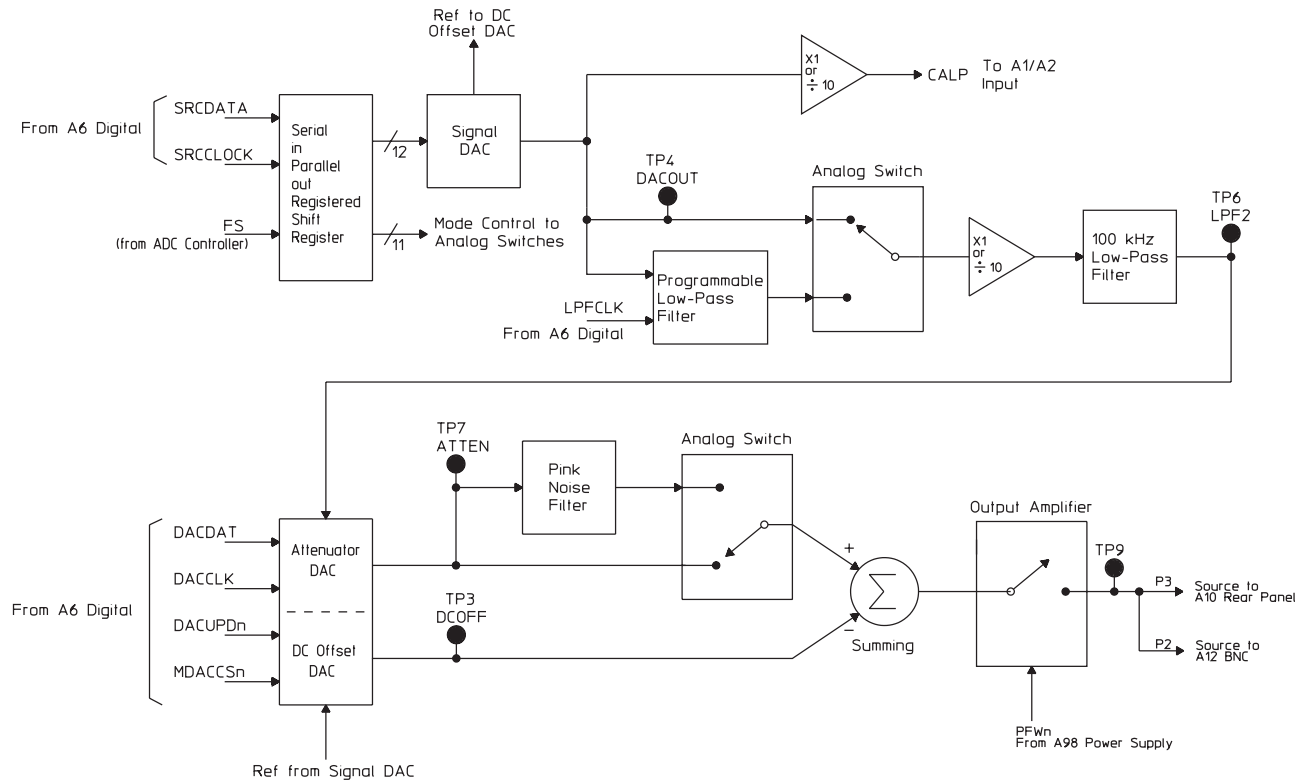 Ref to DC
Offset DAC
X1
or
÷ 10
CALP
To A1/A2
Input
From A6 Digital
SRCDATA
SRCCLOCK
FS
(from ADC Controller)
Serial
in
Parallel
out
Registered
Shift
Register
12
11
Signal
DAC
Mode Control to
Analog Switches
TP4
DACOUT
Analog Switch
Programmable
Low-Pass
Filter
LPFCLK
From A6 Digital
X1
or
÷ 10
100 kHz
Low-Pass
Filter
TP6
LPF2
TP7
ATTEN
Pink
Noise
Filter
Analog Switch
From A6 Digital
DACDAT
DACCLK
DACUPDn
MDACCSn
Attenuator
DAC
DC Offset
DAC
TP3
DCOFF
+
−
Σ
Summing
Output Amplifier
TP9
P3
Source to
A10 Rear Panel
P2
Source to
A12 BNC
PFWn
From A98 Power Supply
Ref from Signal DAC